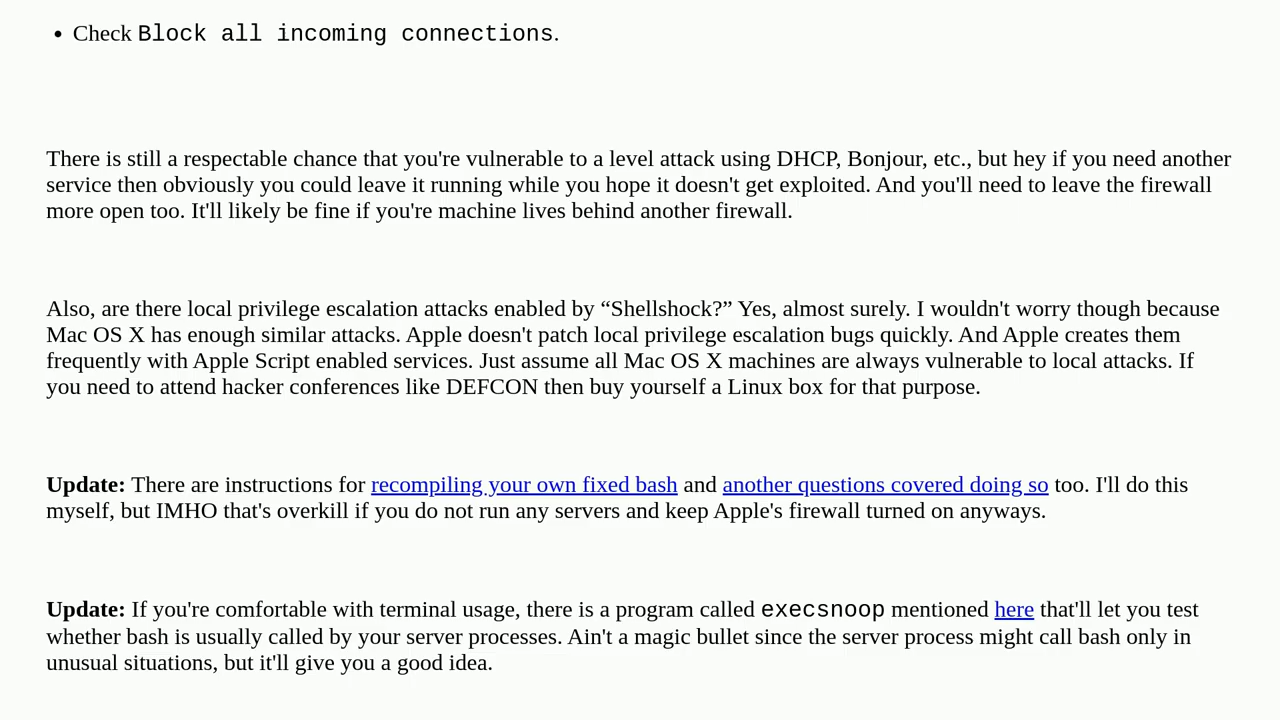 • Check Block all incoming connections.
There is still a respectable chance that you're vulnerable to a level attack using DHCP, Bonjour, etc., but hey if you need another
service then obviously you could leave it running while you hope it doesn't get exploited. And you'll need to leave the firewall
more open too. It'll likely be fine if you're machine lives behind another firewall.
Also, are there local privilege escalation attacks enabled by “Shellshock?” Yes, almost surely. I wouldn't worry though because
Mac OS X has enough similar attacks. Apple doesn't patch local privilege escalation bugs quickly. And Apple creates them
frequently with Apple Script enabled services. Just assume all Mac OS X machines are always vulnerable to local attacks. If
you need to attend hacker conferences like DEFCON then buy yourself a Linux box for that purpose.
Update: There are instructions for recompiling your own fixed bash and another questions covered doing so too. I'll do this
myself, but IMHO that's overkill if you do not run any servers and keep Apple's firewall turned on anyways.
Update: If you're comfortable with terminal usage, there is a program called execsnoop mentioned here that'll let you test
whether bash is usually called by your server processes. Ain't a magic bullet since the server process might call bash only in
unusual situations, but it'll give you a good idea.